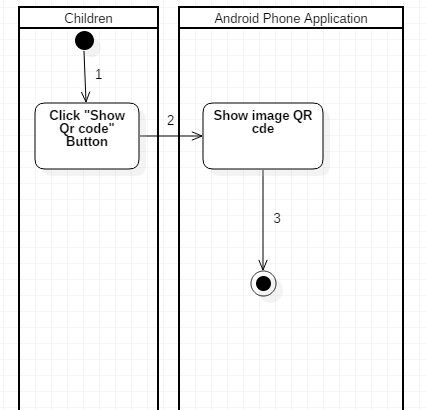 Children
Android Phone Application
1
Click "Show
Qr code"
Button
2
Show image QR
cde
3